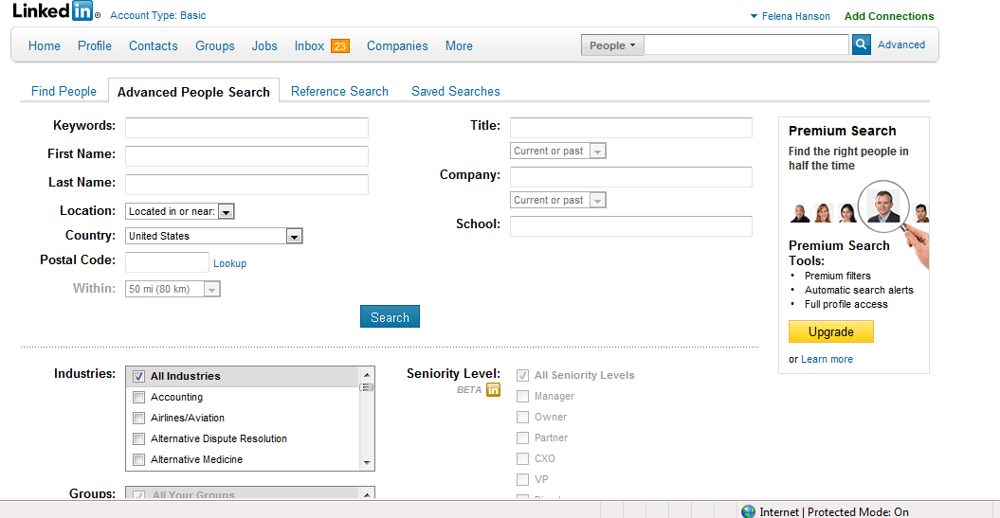 Linked in ® Account Type: Basic
Felena Hanson Add Connections
Home Profile Contacts Groups Jobs Inbox 23 Companies More People Advanced
Find People Advanced People Search Reference Search Saved Searches
Keywords:
First Name:
Last Name:
Location: Located in or near:
Country: United States
Postal Code: Lookup
Within: 50 mi (80 km)
Title:
Current or past
Company:
Current or past
School:
Search
Premium Search
Find the right people in
half the time
Premium Search
Tools:
• Premium filters
• Automatic search alerts
• Full profile access
Upgrade
or Learn more
Industries:
All Industries
Accounting
Airlines/Aviation
Alternative Dispute Resolution
Alternative Medicine
Seniority Level:
BETA in
All Seniority Levels
Manager
Owner
Partner
CXO
VP
Groups: All Your Groups
Internet | Protected Mode: On